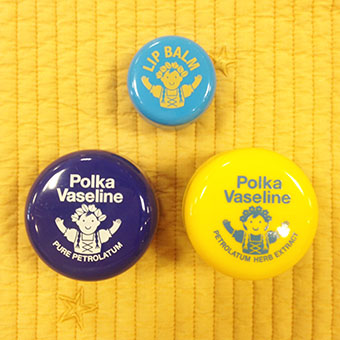 LIP BALM
Polka
Vaseline
PURE PETROLATUM
Polka
Vaseline
PETROLATUM HERB EXTRACT